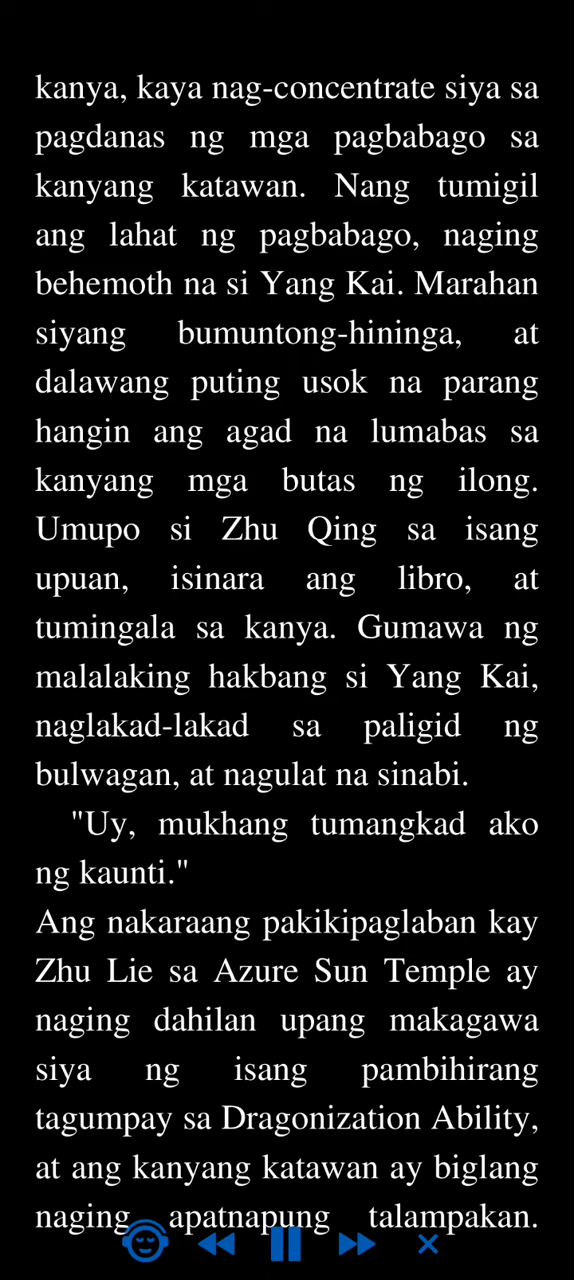 kanya, kaya nag-concentrate siya sa
pagdanas ng mga pagbabago sa
kanyang katawan. Nang tumigil
ang lahat ng pagbabago, naging
behemoth na si Yang Kai. Marahan
siyang bumuntong-hininga, at
dalawang puting usok na parang
hangin ang agad na lumabas sa
kanyang mga butas ng ilong.
Umupo si Zhu Qing sa isang
upuan, isinara ang libro, at
tumingala sa kanya. Gumawa ng
malalaking hakbang si Yang Kai,
naglakad-lakad sa paligid ng
bulwagan, at nagulat na sinabi.
"Uy, mukhang tumangkad ako
ng kaunti."
Ang nakaraang pakikipaglaban kay
Zhu Lie sa Azure Sun Temple ay
naging dahilan upang makagawa
siya ng isang pambihirang
tagumpay sa Dragonization Ability,
at ang kanyang katawan ay biglang
naging apatnapung talampakan.